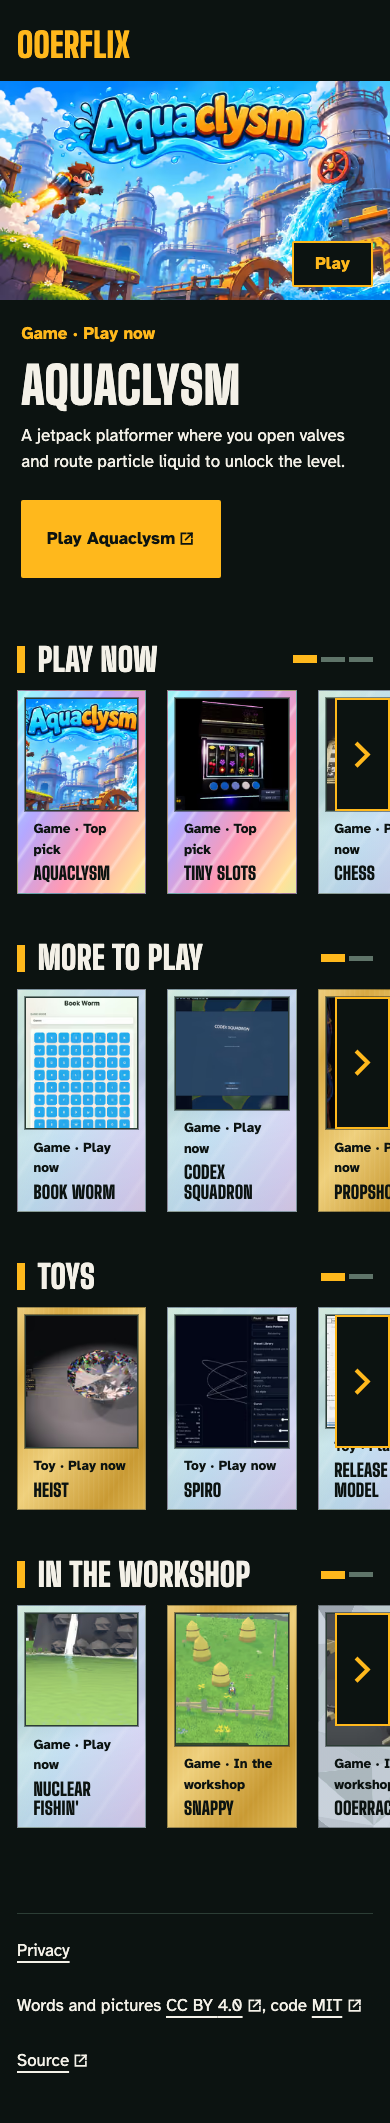 OOERFLIX
Aquaclysm
Play
Game · Play now
AQUACLYSM
A jetpack platformer where you open valves
and route particle liquid to unlock the level.
Play Aquaclysm
PLAY NOW
Aquaclysm
Game · Top
pick
AQUACLYSM
Game · Top
pick
TINY SLOTS
Game · P
now
CHESS
MORE TO PLAY
Book Worm
Game · Play
now
BOOK WORM
CODEX SQUADRON
Game · Play
now
CODEX
SQUADRON
Game · P
now
PROPSHO
TOYS
Toy · Play now
HEIST
Toy · Play now
SPIRO
RELEASE
MODEL
IN THE WORKSHOP
Game · Play
now
NUCLEAR
FISHIN'
Game · In the
workshop
SNAPPY
Game · I
workshop
OOERRAC
Privacy
Words and pictures CC BY 4.0, code MIT
Source